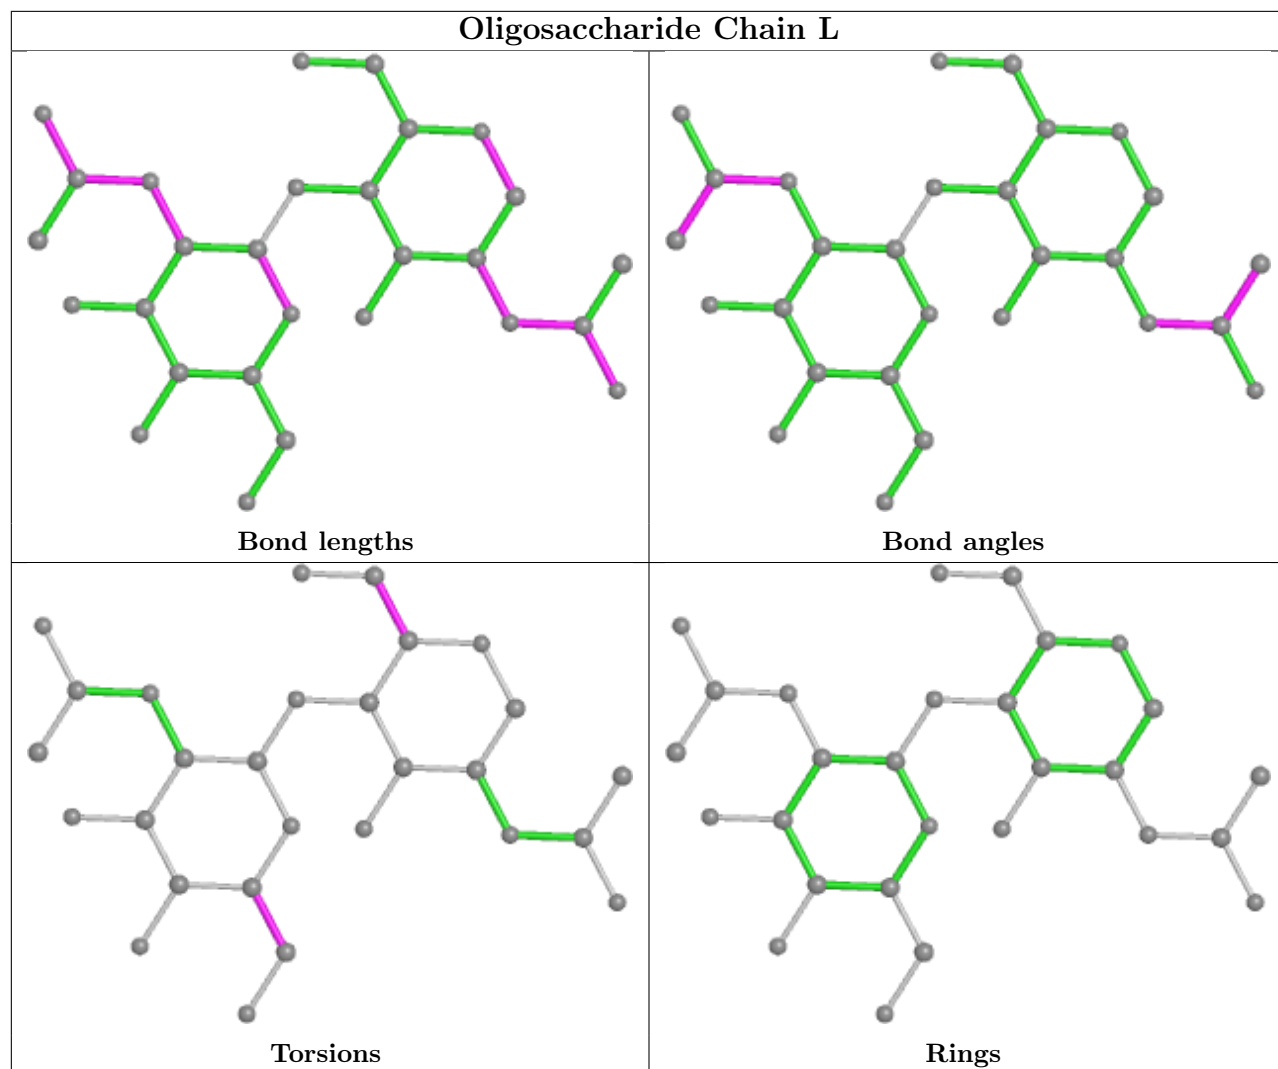 Oligosaccharide Chain L
Bond lengths
Bond angles
Torsions
Rings